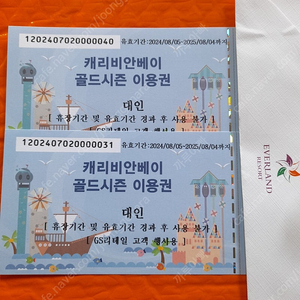 1202407020000040 유효기간:2024/08/05-2025/08/04까지
캐리비안베이
골드시즌 이용권
대인
[ 휴장기간 및 유효기간 경과 후 사용 불가 ]
[ GS리테일 고객 행사용 ]
1202407020000031 유효기간:2024/08/05-2025/08/04까지
캐리비안베이
골드시즌 이용권
대인
[ 휴장기간 및 유효기간 경과 후 사용 불가 ]
[ GS리테일 고객 행사용 ]
EVERLAND
RESORT